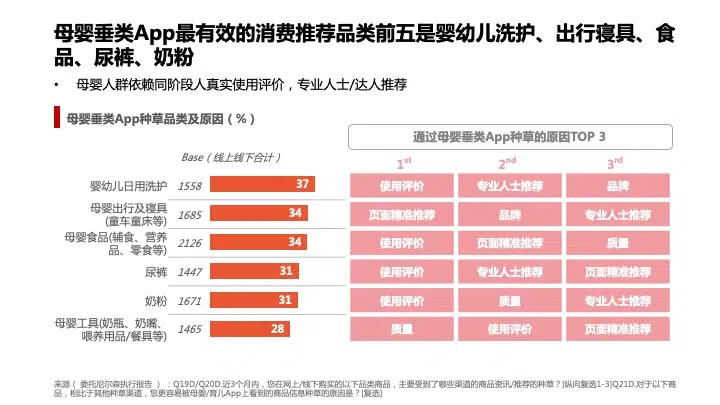 母婴垂类App最有效的消费推荐品类前五是婴幼儿洗护、出行寝具、食
品、尿裤、奶粉
• 母婴人群依赖同阶段人真实使用评价，专业人士/达人推荐
母婴垂类App种草品类及原因（%）
通过母婴垂类App种草的原因TOP 3
Base（线上线下合计）
1st 2nd 3rd
婴幼儿日用洗护 1558 37 使用评价 专业人士推荐 品牌
母婴出行及寝具
(童车童床等) 1685 34 页面精准推荐 品牌 专业人士推荐
母婴食品(辅食、营养
品、零食等) 2126 34 使用评价 页面精准推荐 质量
尿裤 1447 31 使用评价 专业人士推荐 页面精准推荐
奶粉 1671 31 使用评价 质量 专业人士推荐
母婴工具(奶瓶、奶嘴、
喂养用品/餐具等) 1465 28 质量 使用评价 页面精准推荐
来源（ 委托尼尔森执行报告 ） ：Q19D/Q20D.近3个月内，您在网上/线下购买的以下品类商品，主要受到了哪些渠道的商品资讯/推荐的种草？[纵向复选1-3]Q21D.对于以下商
品，相比于其他种草渠道，您更容易被母婴/育儿App上看到的商品信息种草的原因是？[复选]